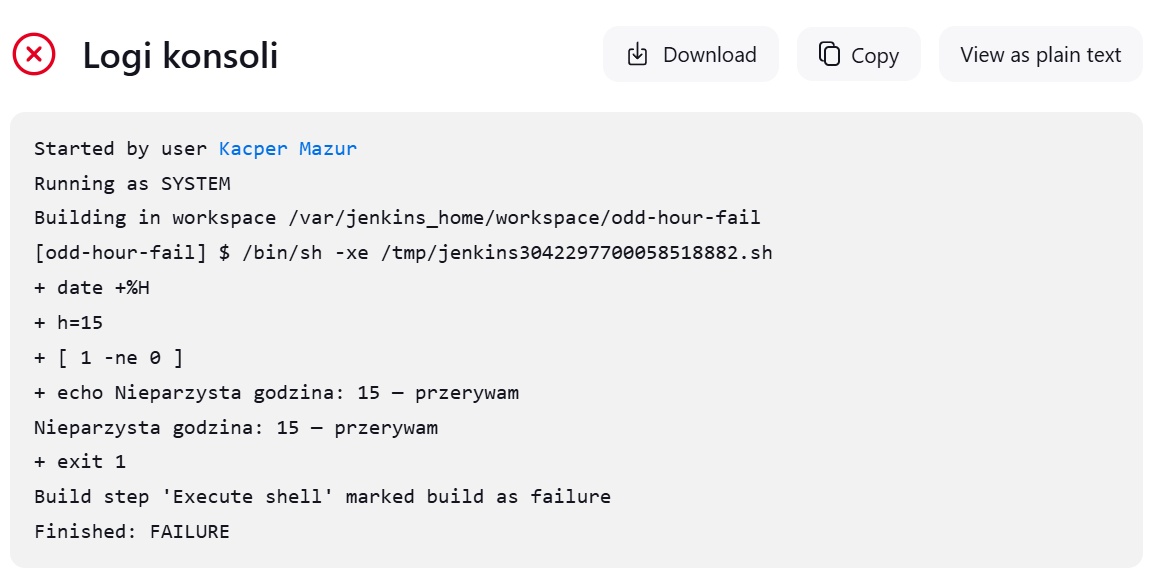 Logi konsoli
Download
Copy
View as plain text
Started by user Kacper Mazur
Running as SYSTEM
Building in workspace /var/jenkins_home/workspace/odd-hour-fail
[odd-hour-fail] $ /bin/sh -xe /tmp/jenkins3042297700058518882.sh
+ date +%H
+ h=15
+ [ 1 -ne 0 ]
+ echo Nieparzysta godzina: 15 — przerywam
Nieparzysta godzina: 15 — przerywam
+ exit 1
Build step 'Execute shell' marked build as failure
Finished: FAILURE